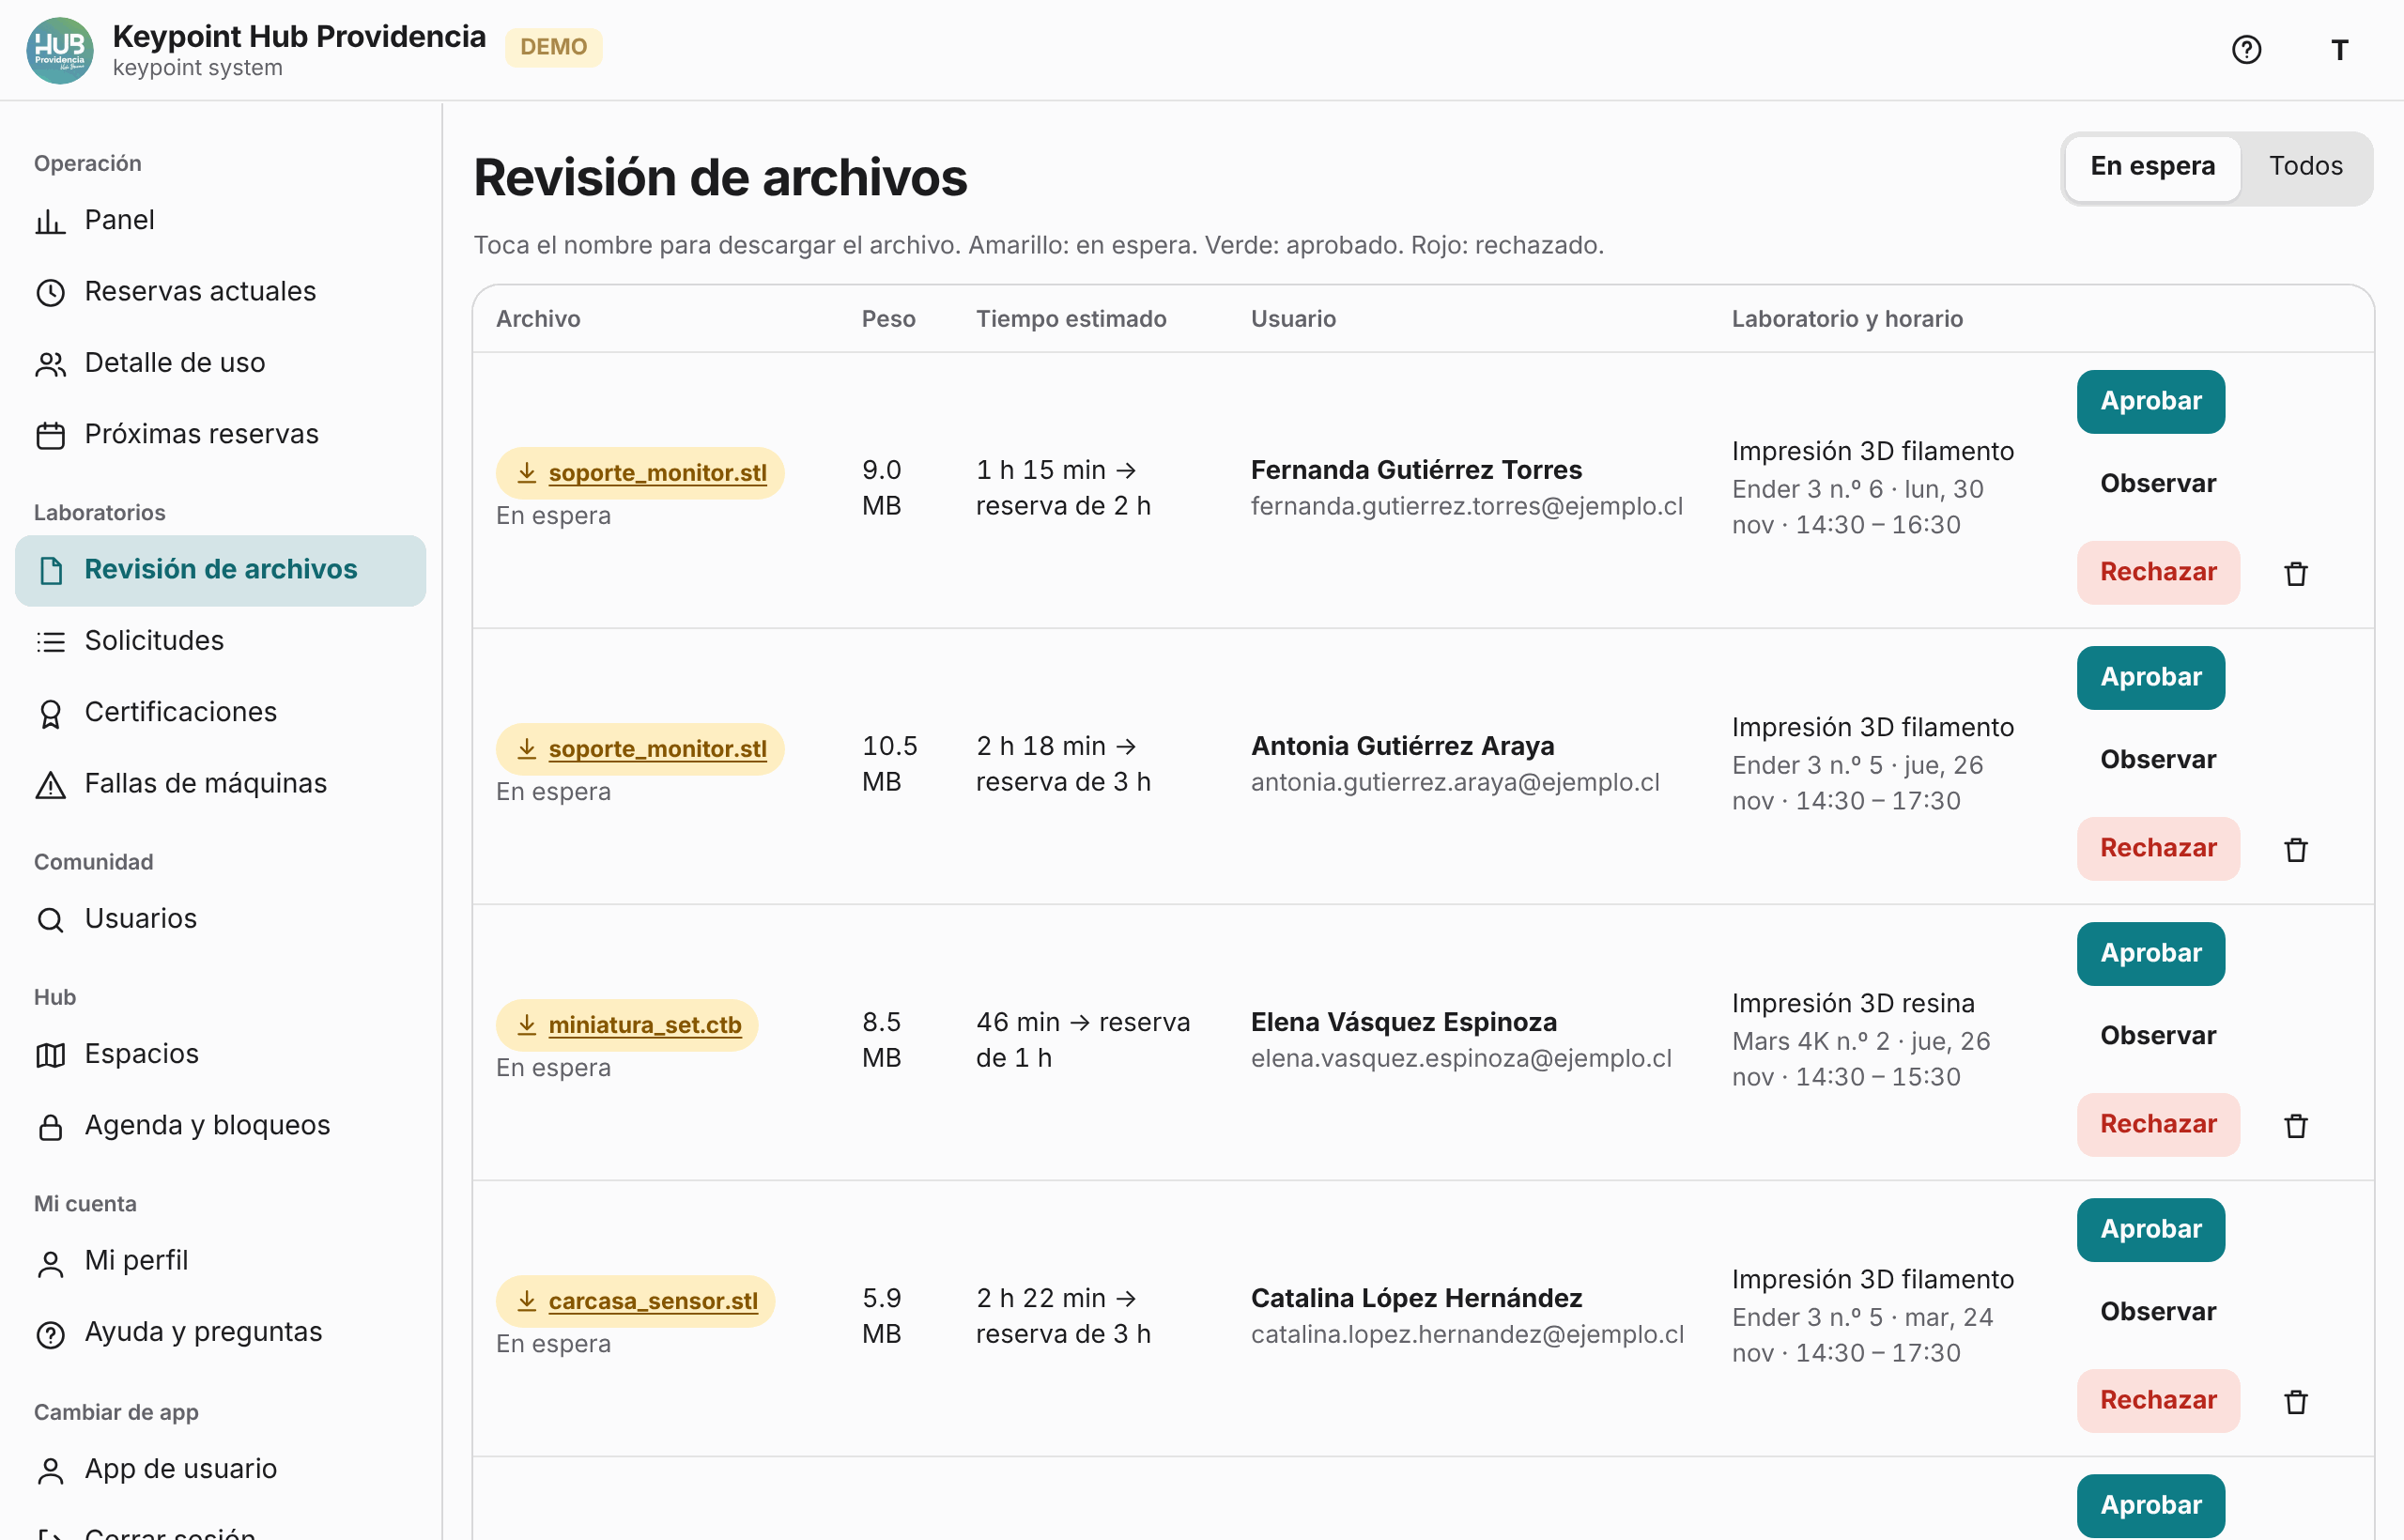 HUB
Providencia
Keypoint Hub Providencia
keypoint system
DEMO
T
Operación
Panel
Reservas actuales
Detalle de uso
Próximas reservas
Laboratorios
Revisión de archivos
Solicitudes
Certificaciones
Fallas de máquinas
Comunidad
Usuarios
Hub
Espacios
Agenda y bloqueos
Mi cuenta
Mi perfil
Ayuda y preguntas
Cambiar de app
App de usuario
Cerrar sesión
Revisión de archivos
En espera
Todos
Toca el nombre para descargar el archivo. Amarillo: en espera. Verde: aprobado. Rojo: rechazado.
Archivo
Peso
Tiempo estimado
Usuario
Laboratorio y horario
soporte_monitor.stl
En espera
9.0
MB
1 h 15 min →
reserva de 2 h
Fernanda Gutiérrez Torres
fernanda.gutierrez.torres@ejemplo.cl
Impresión 3D filamento
Ender 3 n.º 6 · lun, 30
nov · 14:30 – 16:30
Aprobar
Observar
Rechazar
soporte_monitor.stl
En espera
10.5
MB
2 h 18 min →
reserva de 3 h
Antonia Gutiérrez Araya
antonia.gutierrez.araya@ejemplo.cl
Impresión 3D filamento
Ender 3 n.º 5 · jue, 26
nov · 14:30 – 17:30
Aprobar
Observar
Rechazar
miniatura_set.ctb
En espera
8.5
MB
46 min → reserva
de 1 h
Elena Vásquez Espinoza
elena.vasquez.espinoza@ejemplo.cl
Impresión 3D resina
Mars 4K n.º 2 · jue, 26
nov · 14:30 – 15:30
Aprobar
Observar
Rechazar
carcasa_sensor.stl
En espera
5.9
MB
2 h 22 min →
reserva de 3 h
Catalina López Hernández
catalina.lopez.hernandez@ejemplo.cl
Impresión 3D filamento
Ender 3 n.º 5 · mar, 24
nov · 14:30 – 17:30
Aprobar
Observar
Rechazar
Aprobar